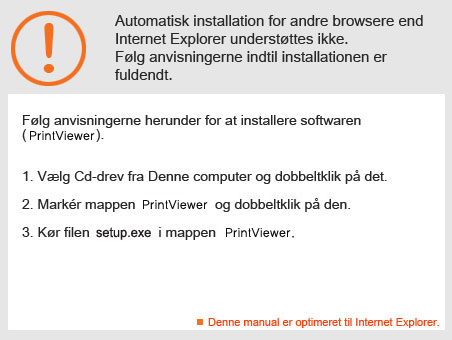 Automatisk installation for andre browsere end
Internet Explorer understøttes ikke.
Følg anvisningerne indtil installationen er
fuldendt.
Følg anvisningerne herunder for at installere softwaren
( PrintViewer ).
1. Vælg Cd-drev fra Denne computer og dobbeltklik på det.
2. Markér mappen PrintViewer og dobbeltklik på den.
3. Kør filen setup.exe i mappen PrintViewer.
Denne manual er optimeret til Internet Explorer.